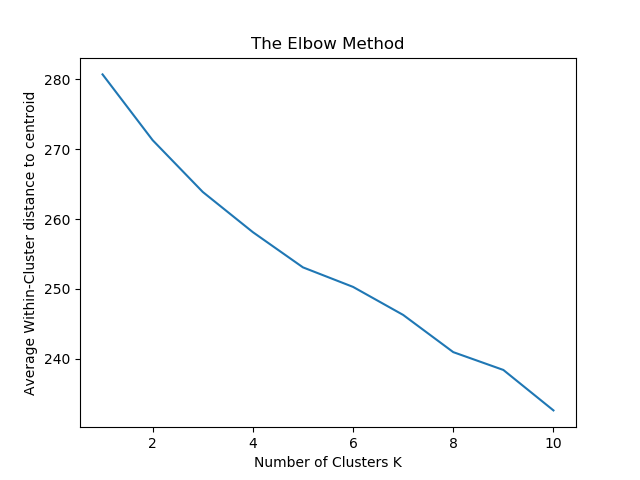 The Elbow Method
Average Within-Cluster distance to centroid
280
270
260
250
240
2 4 6 8 10
Number of Clusters K